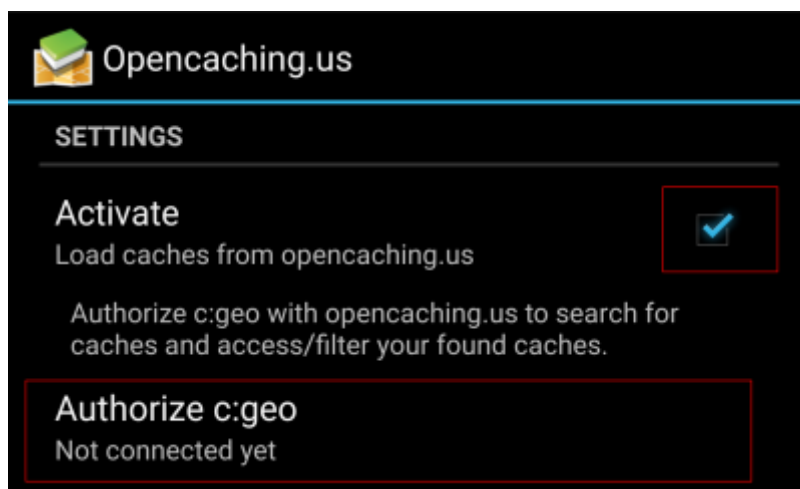 Opencaching.us
SETTINGS
Activate
Load caches from opencaching.us
Authorize c:geo with opencaching.us to search for
caches and access/filter your found caches.
Authorize c:geo
Not connected yet